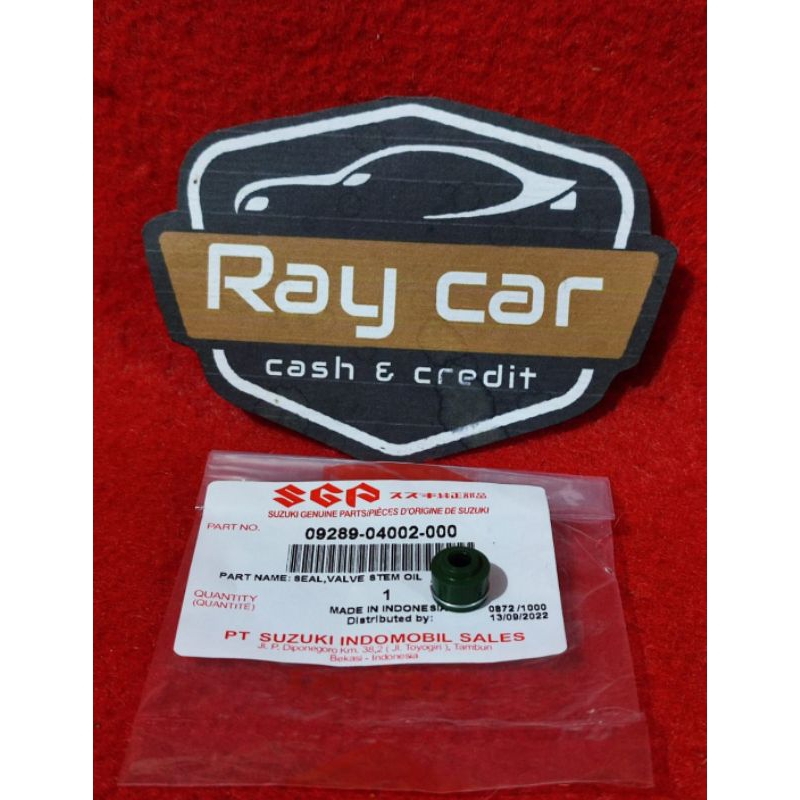 Ray car
cash & credit
SGP スズキ純正部品
SUZUKI GENUINE PARTS/PIÈCES D'ORIGINE DE SUZUKI
PART NO. 09289-04002-000
PART NAME: SEAL,VALVE STEM OIL
QUANTITY 1
(QUANTITÉ)
MADE IN INDONESIA 0872 /1000
Distributed by: 13/09/2022
PT SUZUKI INDOMOBIL SALES
Jl. P. Diponegoro Km. 38,2 ( Jl. Toyogiri ), Tambun
Bekasi - Indonesia